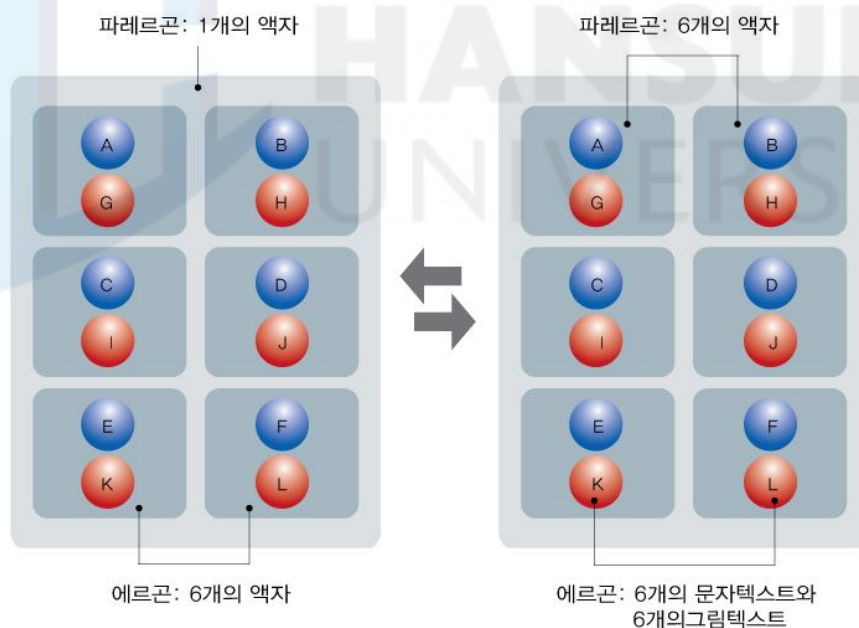 파레르곤: 1개의 액자
파레르곤: 6개의 액자
HANSU
UNIVERS
A
B
G
H
C
D
I
J
E
F
K
L
A
B
G
H
C
D
I
J
E
F
K
L
에르곤: 6개의 액자
에르곤: 6개의 문자텍스트와
6개의그림텍스트